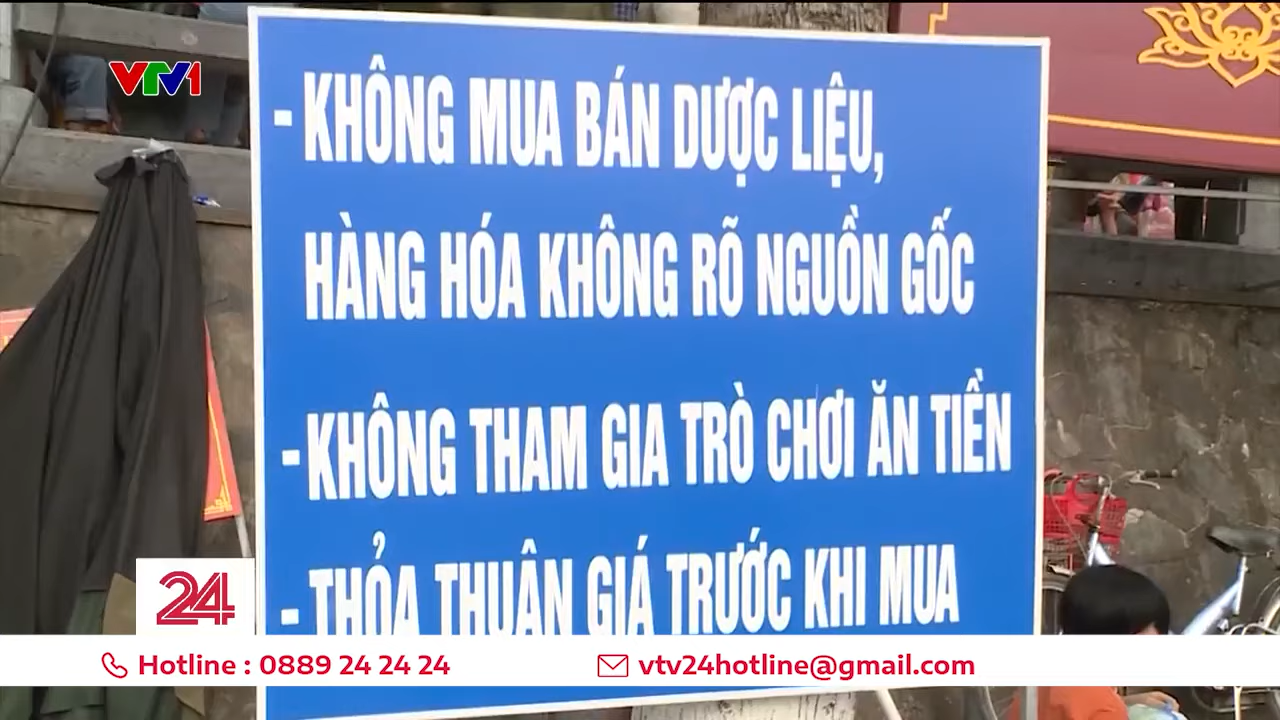 VTV1
- KHÔNG MUA BÁN DƯỢC LIỆU,
HÀNG HÓA KHÔNG RÕ NGUỒN GỐC
- KHÔNG THAM GIA TRÒ CHƠI ĂN TIỀN
- THỎA THUẬN GIÁ TRƯỚC KHI MUA
24
Hotline : 0889 24 24 24
vtv24hotline@gmail.com